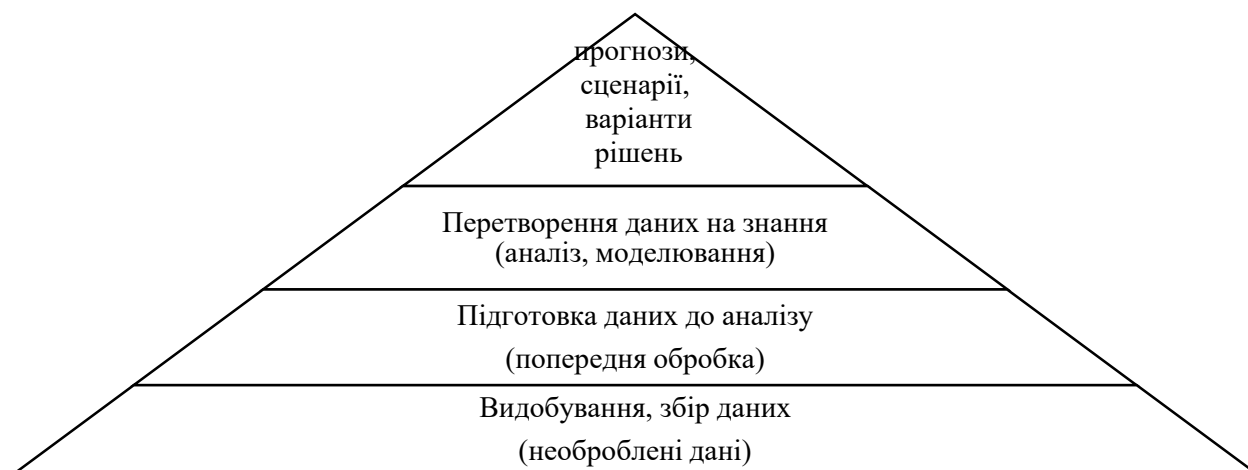 прогнози,
сценарії,
варіанти
рішень
Перетворення даних на знання
(аналіз, моделювання)
Підготовка даних до аналізу
(попередня обробка)
Видобування, збір даних
(необроблені дані)